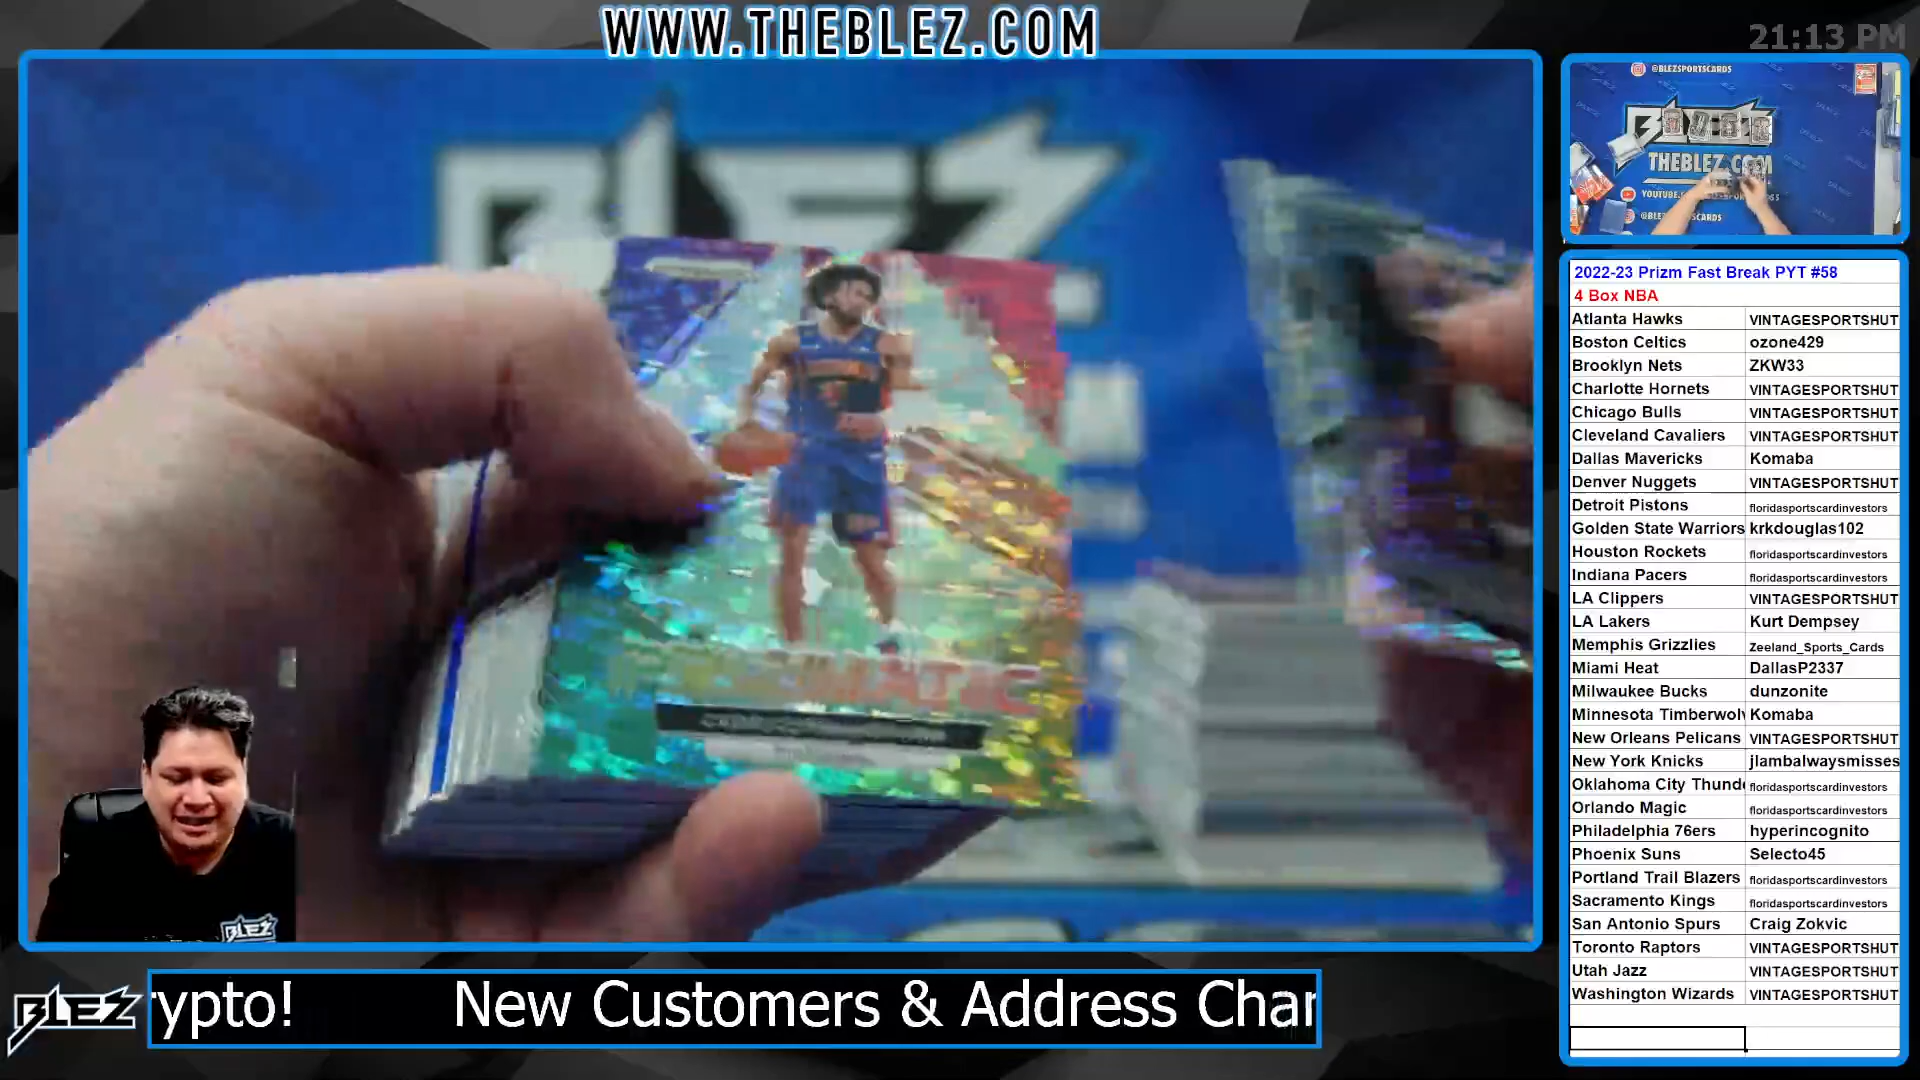 WWW.THEBLEZ.COM
21:13 PM
@BLEZSPORTSCARDS
BLEZ
THEBLEZ.COM
BLEZ
2022-23 Prizm Fast Break PYT #58
4 Box NBA
Atlanta Hawks VINTAGESPORTSHUT
Boston Celtics ozone429
Brooklyn Nets ZKW33
Charlotte Hornets VINTAGESPORTSHUT
Chicago Bulls VINTAGESPORTSHUT
Cleveland Cavaliers VINTAGESPORTSHUT
Dallas Mavericks Komaba
Denver Nuggets VINTAGESPORTSHUT
Detroit Pistons floridasportscardinvestors
Golden State Warriors krkdouglas102
Houston Rockets floridasportscardinvestors
Indiana Pacers floridasportscardinvestors
LA Clippers VINTAGESPORTSHUT
LA Lakers Kurt Dempsey
Memphis Grizzlies Zeeland_Sports_Cards
Miami Heat DallasP2337
Milwaukee Bucks dunzonite
Minnesota Timberwolv Komaba
New Orleans Pelicans VINTAGESPORTSHUT
New York Knicks jlambalwaysmisses
Oklahoma City Thunde floridasportscardinvestors
Orlando Magic floridasportscardinvestors
Philadelphia 76ers hyperincognito
Phoenix Suns Selecto45
Portland Trail Blazers floridasportscardinvestors
Sacramento Kings floridasportscardinvestors
San Antonio Spurs Craig Zokvic
Toronto Raptors VINTAGESPORTSHUT
Utah Jazz VINTAGESPORTSHUT
Washington Wizards VINTAGESPORTSHUT
BLEZ
BLEZ
rypto! New Customers & Address Char